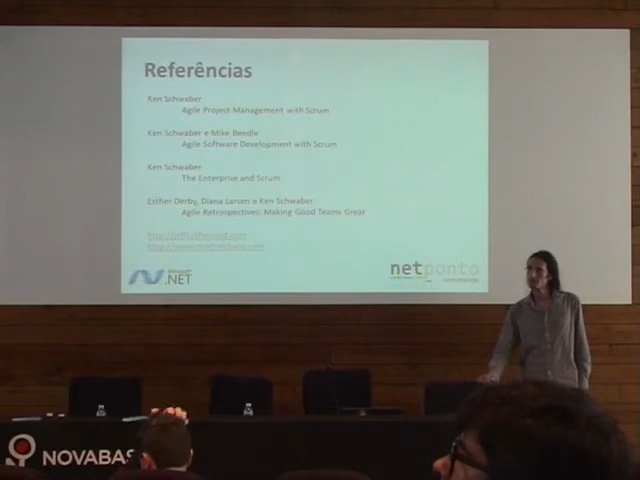 Referências
Ken Schwaber
Agile Project Management with Scrum
Ken Schwaber e Mike Beedle
Agile Software Development with Scrum
Ken Schwaber
The Enterprise and Scrum
Esther Derby, Diana Larsen e Ken Schwaber
Agile Retrospectives: Making Good Teams Great
Microsoft
.NET
netponto
NOVABAS